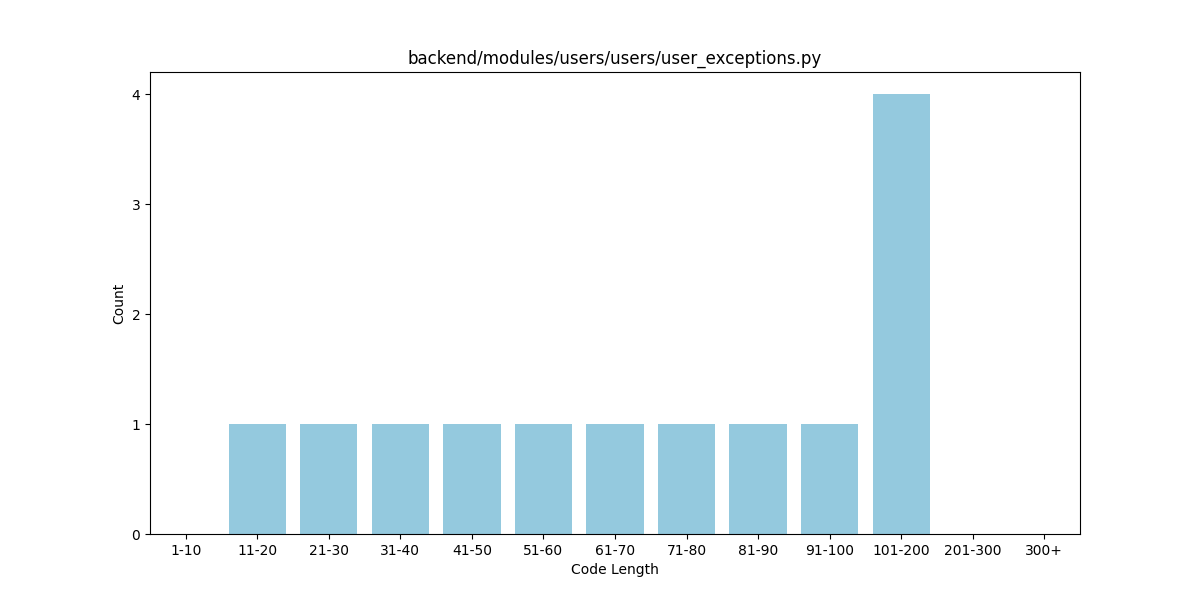 backend/modules/users/users/user_exceptions.py
4
3
2
1
0
Count
1-10 11-20 21-30 31-40 41-50 51-60 61-70 71-80 81-90 91-100 101-200 201-300 300+
Code Length